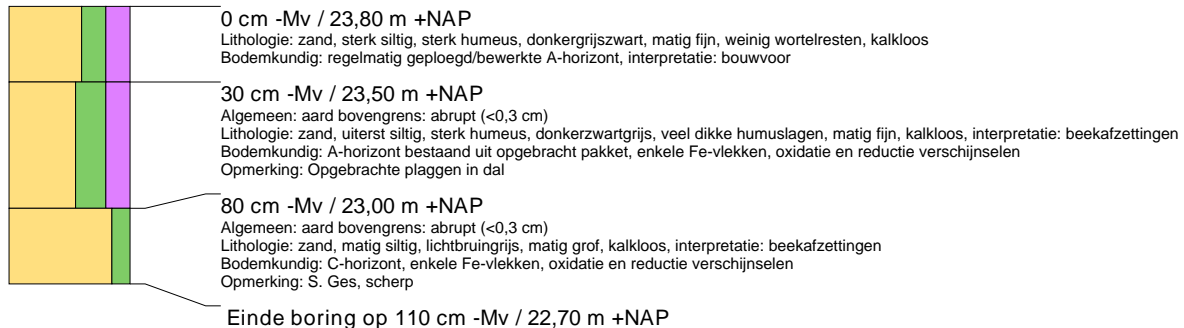 0 cm -Mv / 23,80 m +NAP
Lithologie: zand, sterk siltig, sterk humeus, donkergrijszwart, matig fijn, weinig wortelresten, kalkloos
Bodemkundig: regelmatig geploegd/bewerkte A-horizont, interpretatie: bouwvoor
30 cm -Mv / 23,50 m +NAP
Algemeen: aard bovengrens: abrupt (<0,3 cm)
Lithologie: zand, uiterst siltig, sterk humeus, donkerzwartgrijs, veel dikke humuslagen, matig fijn, kalkloos, interpretatie: beekafzettingen
Bodemkundig: A-horizont bestaand uit opgebracht pakket, enkele Fe-vlekken, oxidatie en reductie verschijnselen
Opmerking: Opgebrachte plaggen in dal
80 cm -Mv / 23,00 m +NAP
Algemeen: aard bovengrens: abrupt (<0,3 cm)
Lithologie: zand, matig siltig, lichtbruingrijs, matig grof, kalkloos, interpretatie: beekafzettingen
Bodemkundig: C-horizont, enkele Fe-vlekken, oxidatie en reductie verschijnselen
Opmerking: S. Ges, scherp
Einde boring op 110 cm -Mv / 22,70 m +NAP